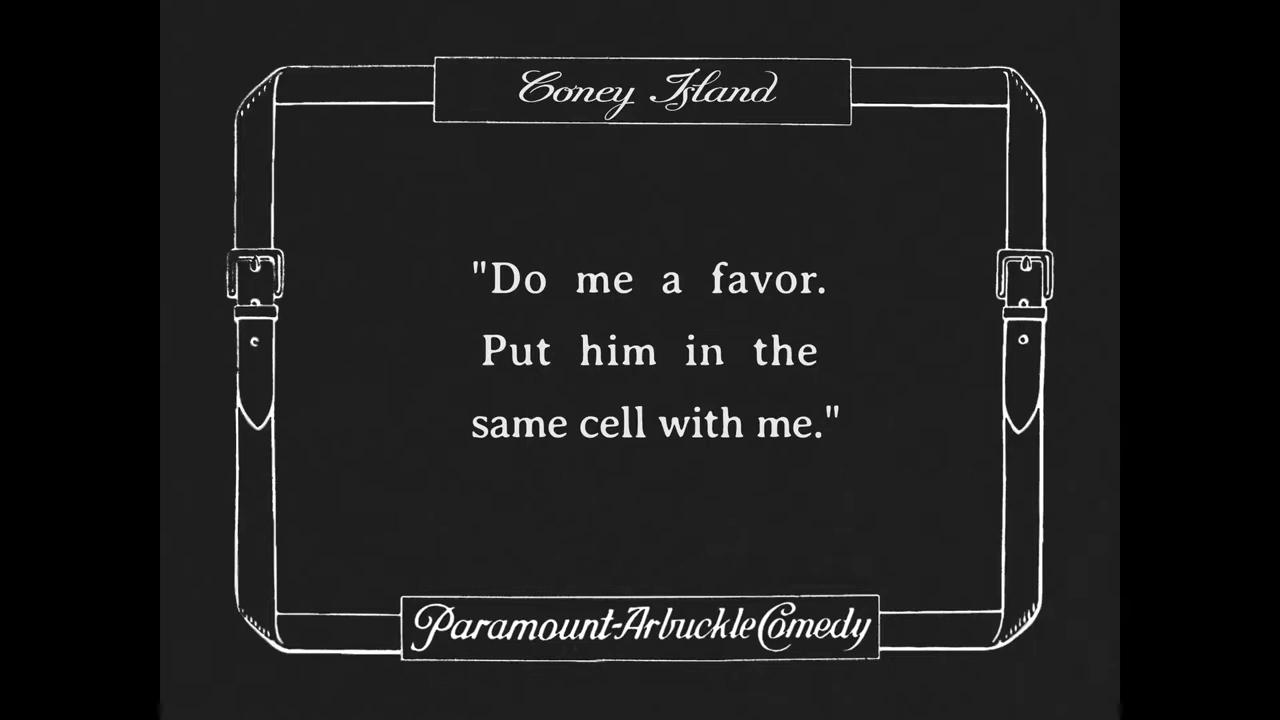 Coney Island
"Do me a favor.
Put him in the
same cell with me."
Paramount-Arbuckle Comedy